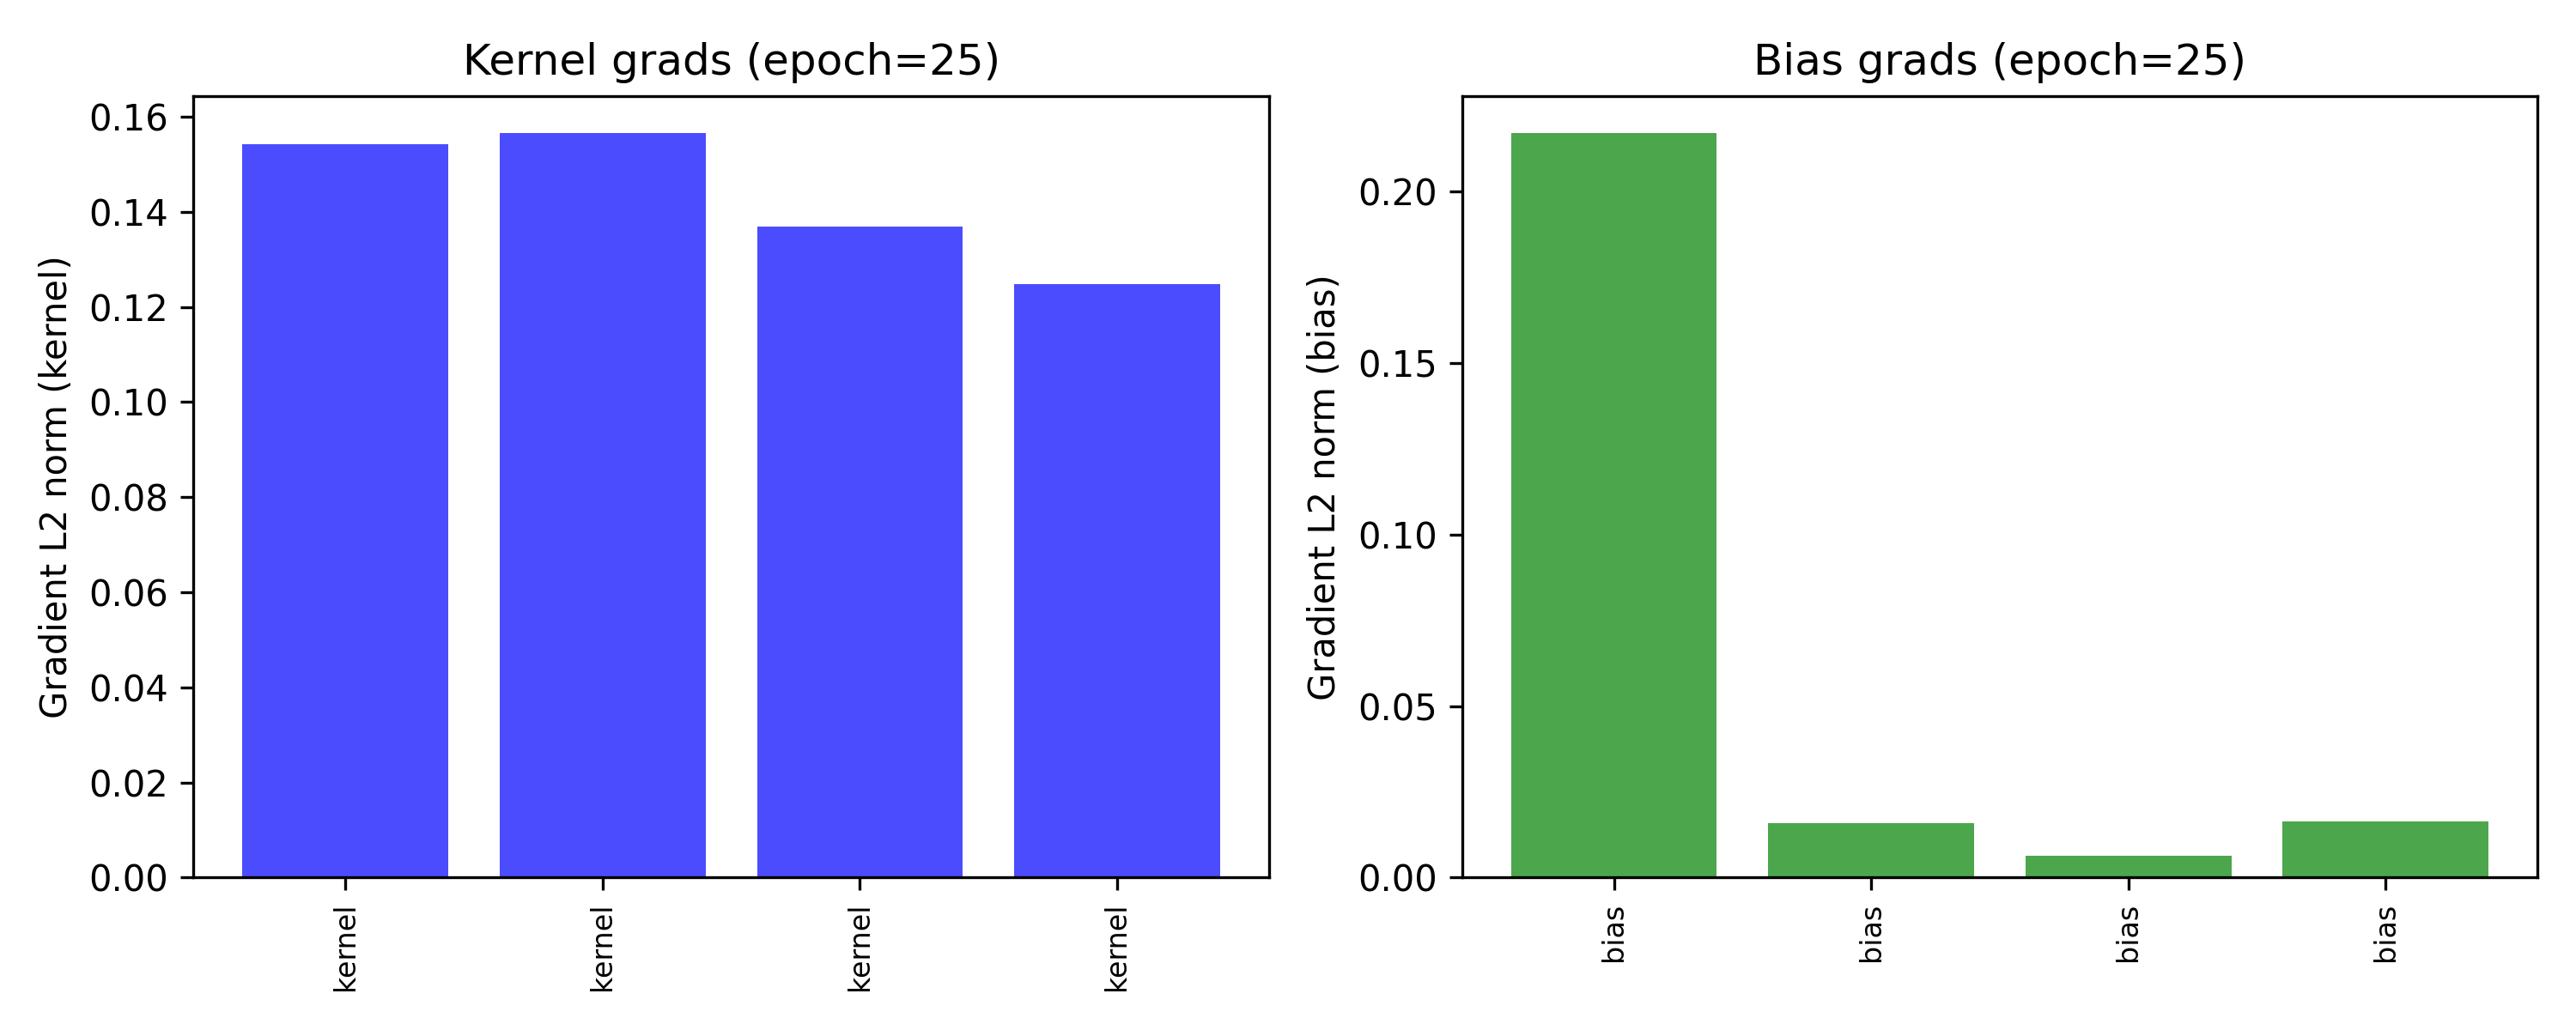 Kernel grads (epoch=25)
Gradient L2 norm (kernel)
0.16
0.14
0.12
0.10
0.08
0.06
0.04
0.02
0.00
kernel
kernel
kernel
kernel
Bias grads (epoch=25)
Gradient L2 norm (bias)
0.20
0.15
0.10
0.05
0.00
bias
bias
bias
bias